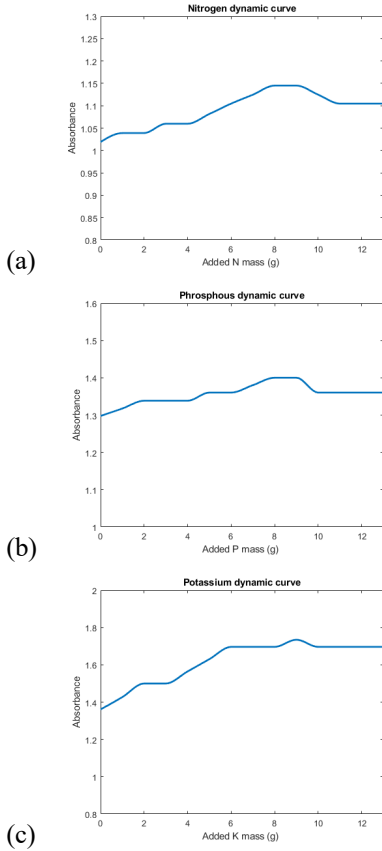 Nitrogen dynamic curve
1.3
1.25
1.2
1.15
1.1
1.05
1
0.95
0.9
0.85
0.8
Absorbance
0 2 4 6 8 10 12
Added N mass (g)
(a)
Phrosphous dynamic curve
1.6
1.5
1.4
1.3
1.2
1.1
1
Absorbance
0 2 4 6 8 10 12
Added P mass (g)
(b)
Potassium dynamic curve
2
1.8
1.6
1.4
1.2
1
0.8
Absorbance
0 2 4 6 8 10 12
Added K mass (g)
(c)